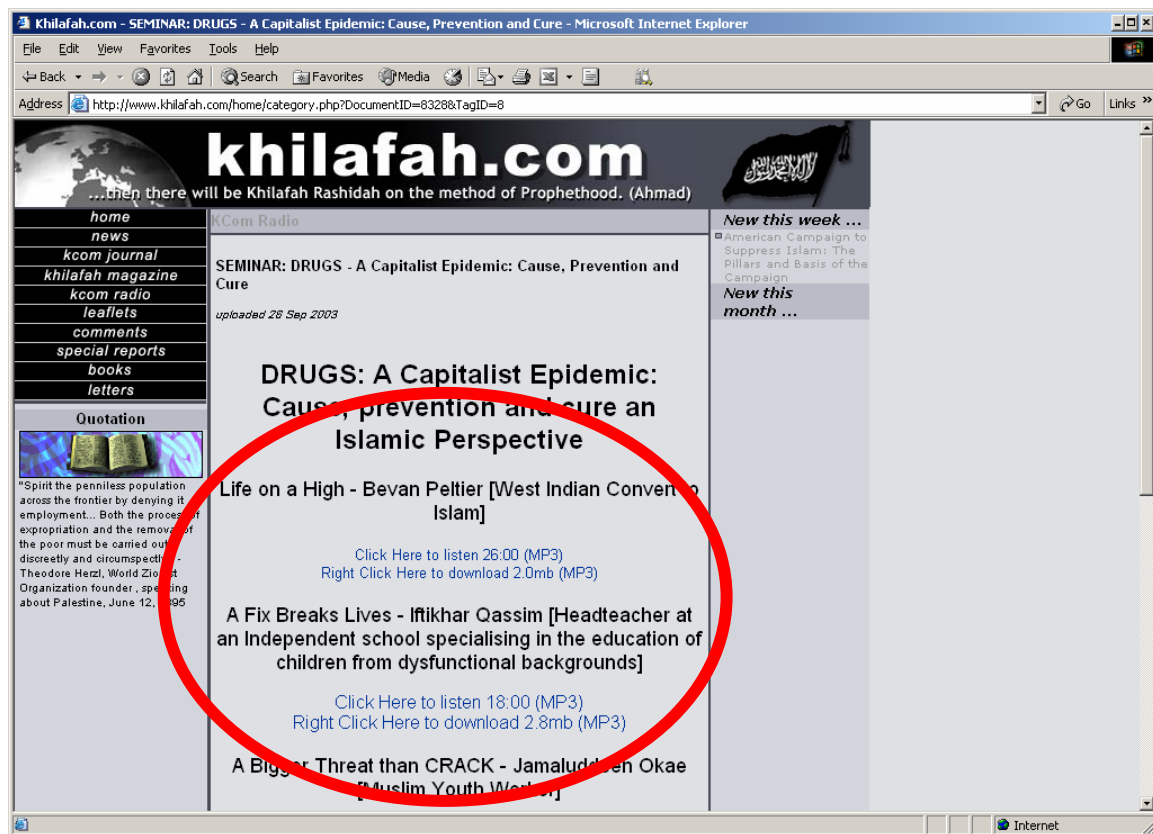 Khilafah.com - SEMINAR: DRUGS - A Capitalist Epidemic: Cause, Prevention and Cure - Microsoft Internet Explorer
File Edit View Favorites Tools Help
Back Search Favorites Media
Address http://www.khilafah.com/home/category.php?DocumentID=8328&TagID=8 Go Links »
khilafah.com
...then there will be Khilafah Rashidah on the method of Prophethood. (Ahmad)
home
news
kcom journal
khilafah magazine
kcom radio
leaflets
comments
special reports
books
letters
Quotation
"Spirit the penniless population
across the frontier by denying it
employment... Both the process of
expropriation and the removal of
the poor must be carried out
discreetly and circumspectly." -
Theodore Herzl, World Zionist
Organization founder , speaking
about Palestine, June 12, 1895
KCom Radio
SEMINAR: DRUGS - A Capitalist Epidemic: Cause, Prevention and
Cure
uploaded 26 Sep 2003
DRUGS: A Capitalist Epidemic:
Cause, prevention and cure an
Islamic Perspective
Life on a High - Bevan Peltier [West Indian Convert to
Islam]
Click Here to listen 26:00 (MP3)
Right Click Here to download 2.0mb (MP3)
A Fix Breaks Lives - Iftikhar Qassim [Headteacher at
an Independent school specialising in the education of
children from dysfunctional backgrounds]
Click Here to listen 18:00 (MP3)
Right Click Here to download 2.8mb (MP3)
A Bigger Threat than CRACK - Jamaluddeen Okae
[Muslim Youth Worker]
New this week ...
American Campaign to
Suppress Islam: The
Pillars and Basis of the
Campaign
New this
month ...
Internet